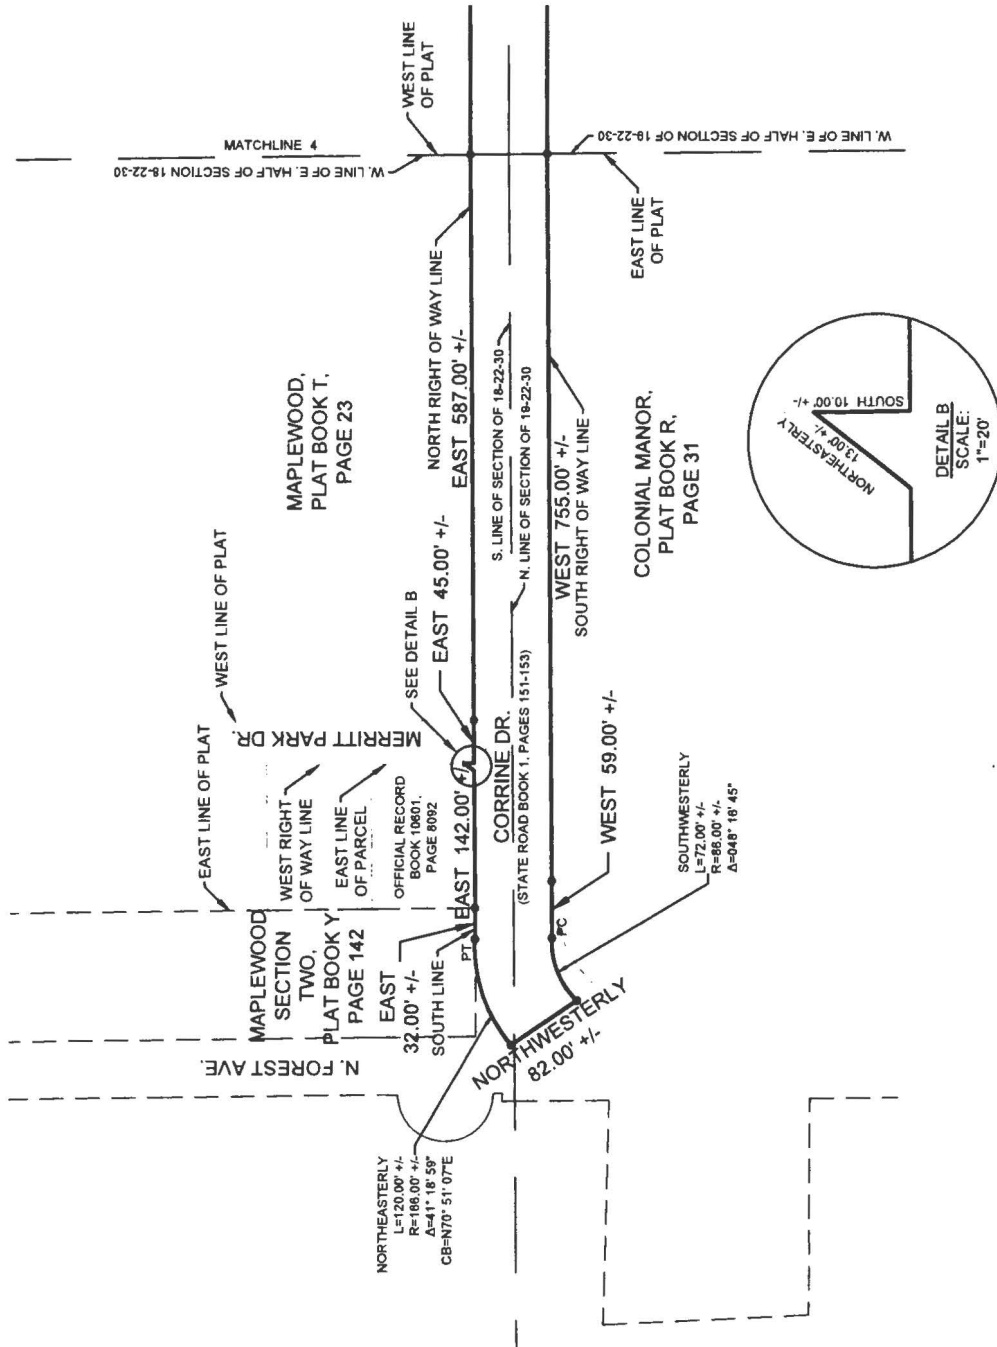 MATCHLINE 4
W. LINE OF E. HALF OF SECTION 18-22-30
WEST LINE
OF PLAT
W. LINE OF E. HALF OF SECTION 19-22-30
EAST LINE
OF PLAT
MAPLEWOOD,
PLAT BOOK T,
PAGE 23
NORTH RIGHT OF WAY LINE
EAST 587.00' +/-
S. LINE OF SECTION OF 18-22-30
N. LINE OF SECTION OF 19-22-30
WEST 755.00' +/-
SOUTH RIGHT OF WAY LINE
COLONIAL MANOR,
PLAT BOOK R,
PAGE 31
NORTHEASTERLY
13.00' +/-
SOUTH 10.00' +/-
DETAIL B
SCALE:
1"=20'
WEST LINE OF PLAT
MERRITT PARK DR.
SEE DETAIL B
EAST 45.00' +/-
EAST LINE OF PLAT
WEST RIGHT
OF WAY LINE
EAST LINE
OF PARCEL
OFFICIAL RECORD
BOOK 10601,
PAGE 8092
EAST 142.00' +/-
CORRINE DR.
(STATE ROAD BOOK 1, PAGES 151-153)
WEST 59.00' +/-
MAPLEWOOD
SECTION
TWO,
PLAT BOOK Y
PAGE 142
EAST
32.00' +/-
SOUTH LINE
PT
PC
SOUTHWESTERLY
L=72.00' +/-
R=86.00' +/-
Δ=048° 16' 45"
N. FOREST AVE.
NORTHWESTERLY
82.00' +/-
NORTHEASTERLY
L=120.00' +/-
R=166.00' +/-
Δ=41° 16' 59"
CB=N70° 51' 07"E